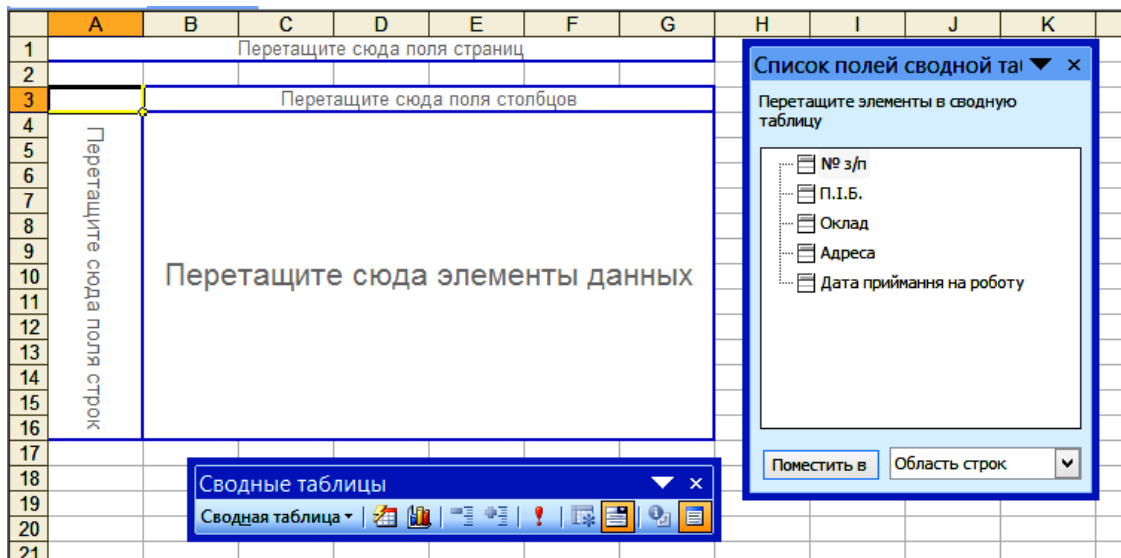 A B C D E F G H I J K
1 Перетащите сюда поля страниц
2
3 Перетащите сюда поля столбцов
4
5
6
7
8
9
10 Перетащите сюда элементы данных
11
12
13
14
15
16
17
18
19
20
21
Перетащите сюда поля строк
Список полей сводной та
Перетащите элементы в сводную
таблицу
№ з/п
П.І.Б.
Оклад
Адреса
Дата приймання на роботу
Поместить в Область строк
Сводные таблицы
Сводная таблица